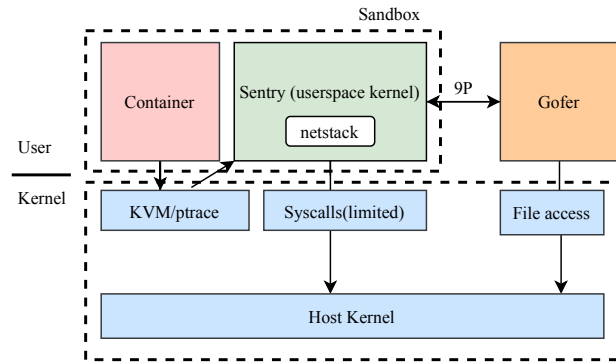 Sandbox
Container
Sentry (userspace kernel)
netstack
9P
Gofer
User
Kernel
KVM/ptrace
Syscalls(limited)
File access
Host Kernel